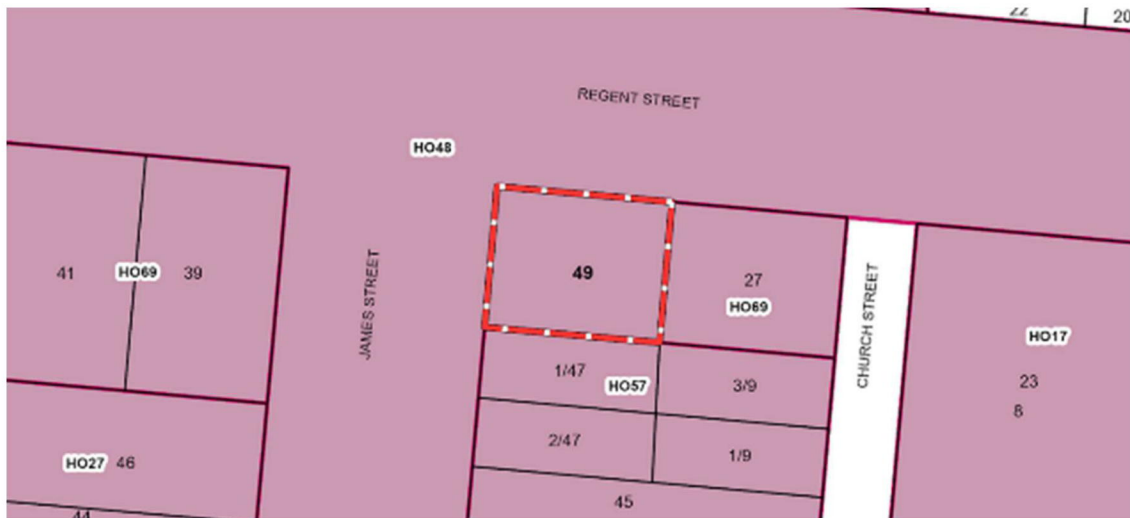 22
20
REGENT STREET
HO48
41
HO69
39
JAMES STREET
49
27
HO69
CHURCH STREET
HO17
23
8
1/47
HO57
3/9
2/47
1/9
HO27
46
45
44